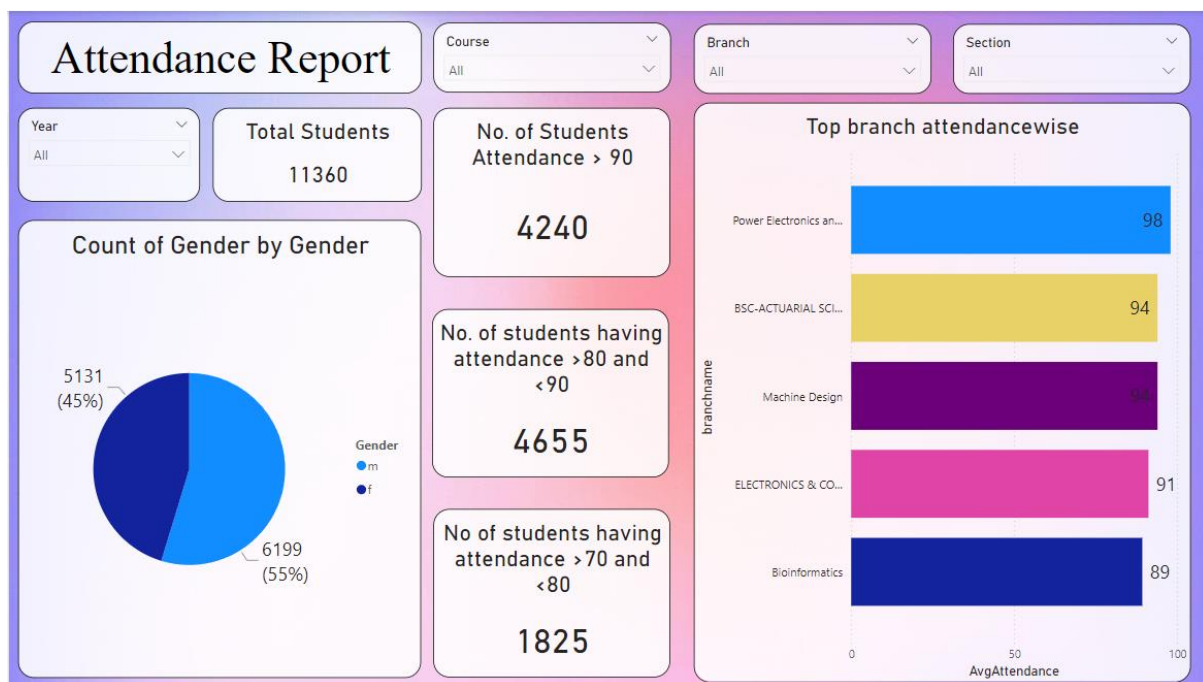 Attendance Report
Course
All
Branch
All
Section
All
Year
All
Total Students
11360
No. of Students
Attendance > 90
4240
No. of students having
attendance >80 and
<90
4655
No of students having
attendance >70 and
<80
1825
Count of Gender by Gender
5131
(45%)
6199
(55%)
Gender
m
f
Top branch attendancewise
branchname
Power Electronics an...
98
BSC-ACTUARIAL SCI...
94
Machine Design
94
ELECTRONICS & CO...
91
Bioinformatics
89
0
50
100
AvgAttendance